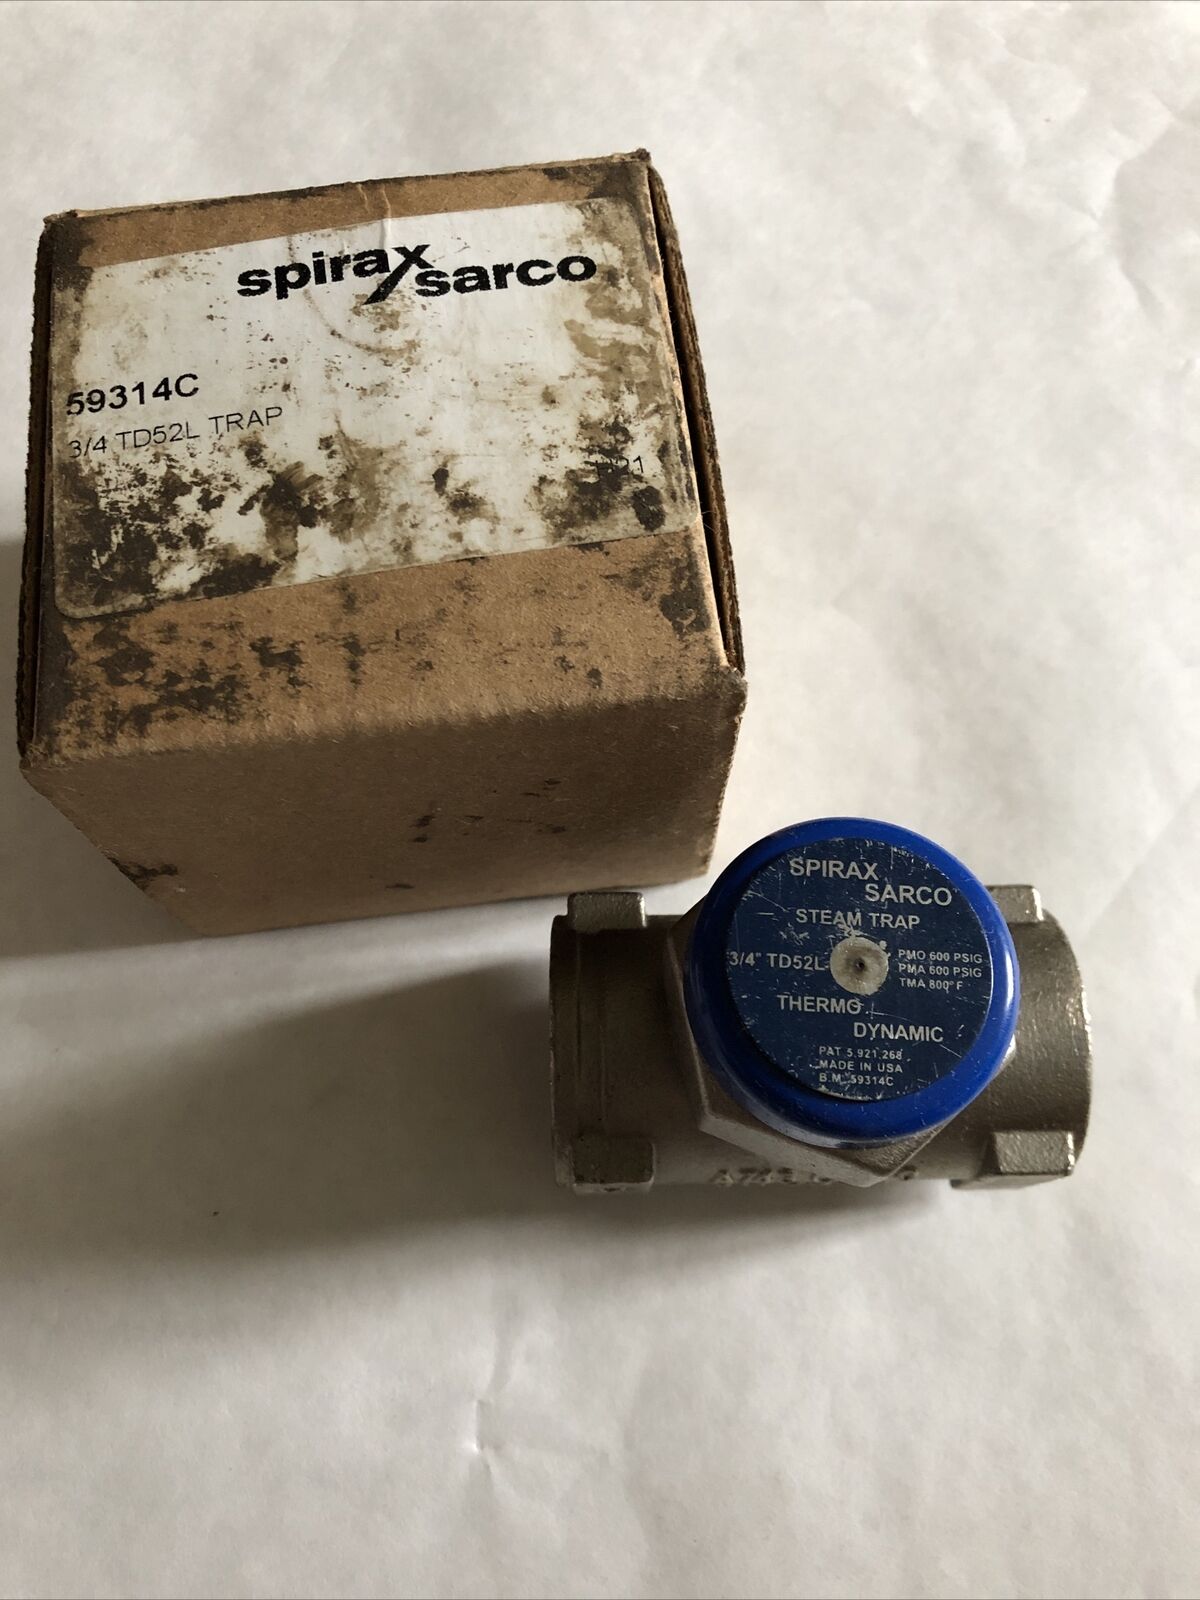 spirax sarco
59314C
3/4 TD52L TRAP
SPIRAX
SARCO
STEAM TRAP
3/4" TD52L
PMO 600 PSIG
PMA 600 PSIG
TMA 800° F
THERMO
DYNAMIC
PAT 5,921,268
MADE IN USA
B.M. 59314C